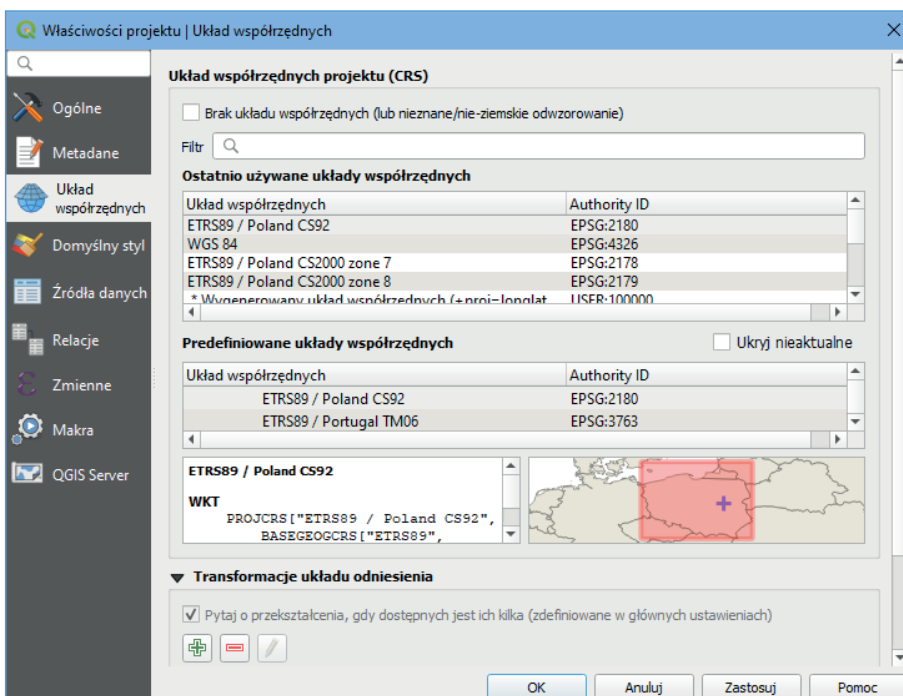 Właściwości projektu | Układ współrzędnych
Ogólne
Metadane
Układ
współrzędnych
Domyślny styl
Źródła danych
Relacje
Zmienne
Makra
QGIS Server
Układ współrzędnych projektu (CRS)
Brak układu współrzędnych (lub nieznane/nie-ziemskie odwzorowanie)
Filtr
Ostatnio używane układy współrzędnych
Układ współrzędnych Authority ID
ETRS89 / Poland CS92 EPSG:2180
WGS 84 EPSG:4326
ETRS89 / Poland CS2000 zone 7 EPSG:2178
ETRS89 / Poland CS2000 zone 8 EPSG:2179
* Wygenerowany układ współrzędnych (+proj=longlat USER:100000
Predefiniowane układy współrzędnych Ukryj nieaktualne
Układ współrzędnych Authority ID
ETRS89 / Poland CS92 EPSG:2180
ETRS89 / Portugal TM06 EPSG:3763
ETRS89 / Poland CS92
WKT
PROJCRS["ETRS89 / Poland CS92",
BASEGEOGCRS["ETRS89",
Transformacje układu odniesienia
Pytaj o przekształcenia, gdy dostępnych jest ich kilka (zdefiniowane w głównych ustawieniach)
OK Anuluj Zastosuj Pomoc